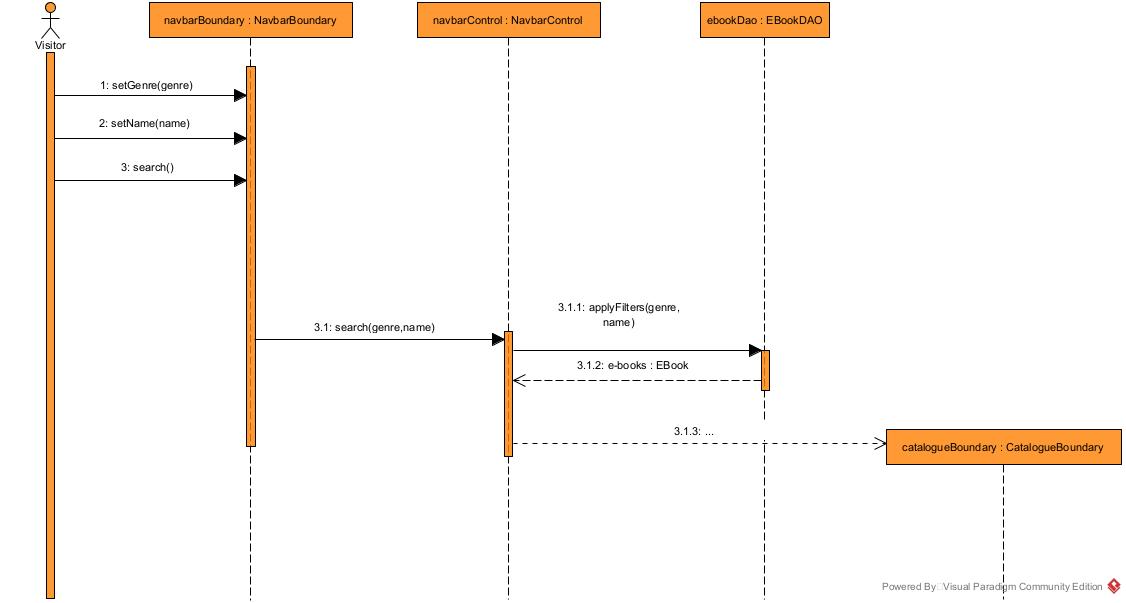 navbarBoundary : NavbarBoundary
navbarControl : NavbarControl
ebookDao : EBookDAO
Visitor
1: setGenre(genre)
2: setName(name)
3: search()
3.1.1: applyFilters(genre,
name)
3.1: search(genre,name)
3.1.2: e-books : EBook
3.1.3: ...
catalogueBoundary : CatalogueBoundary
Powered By Visual Paradigm Community Edition